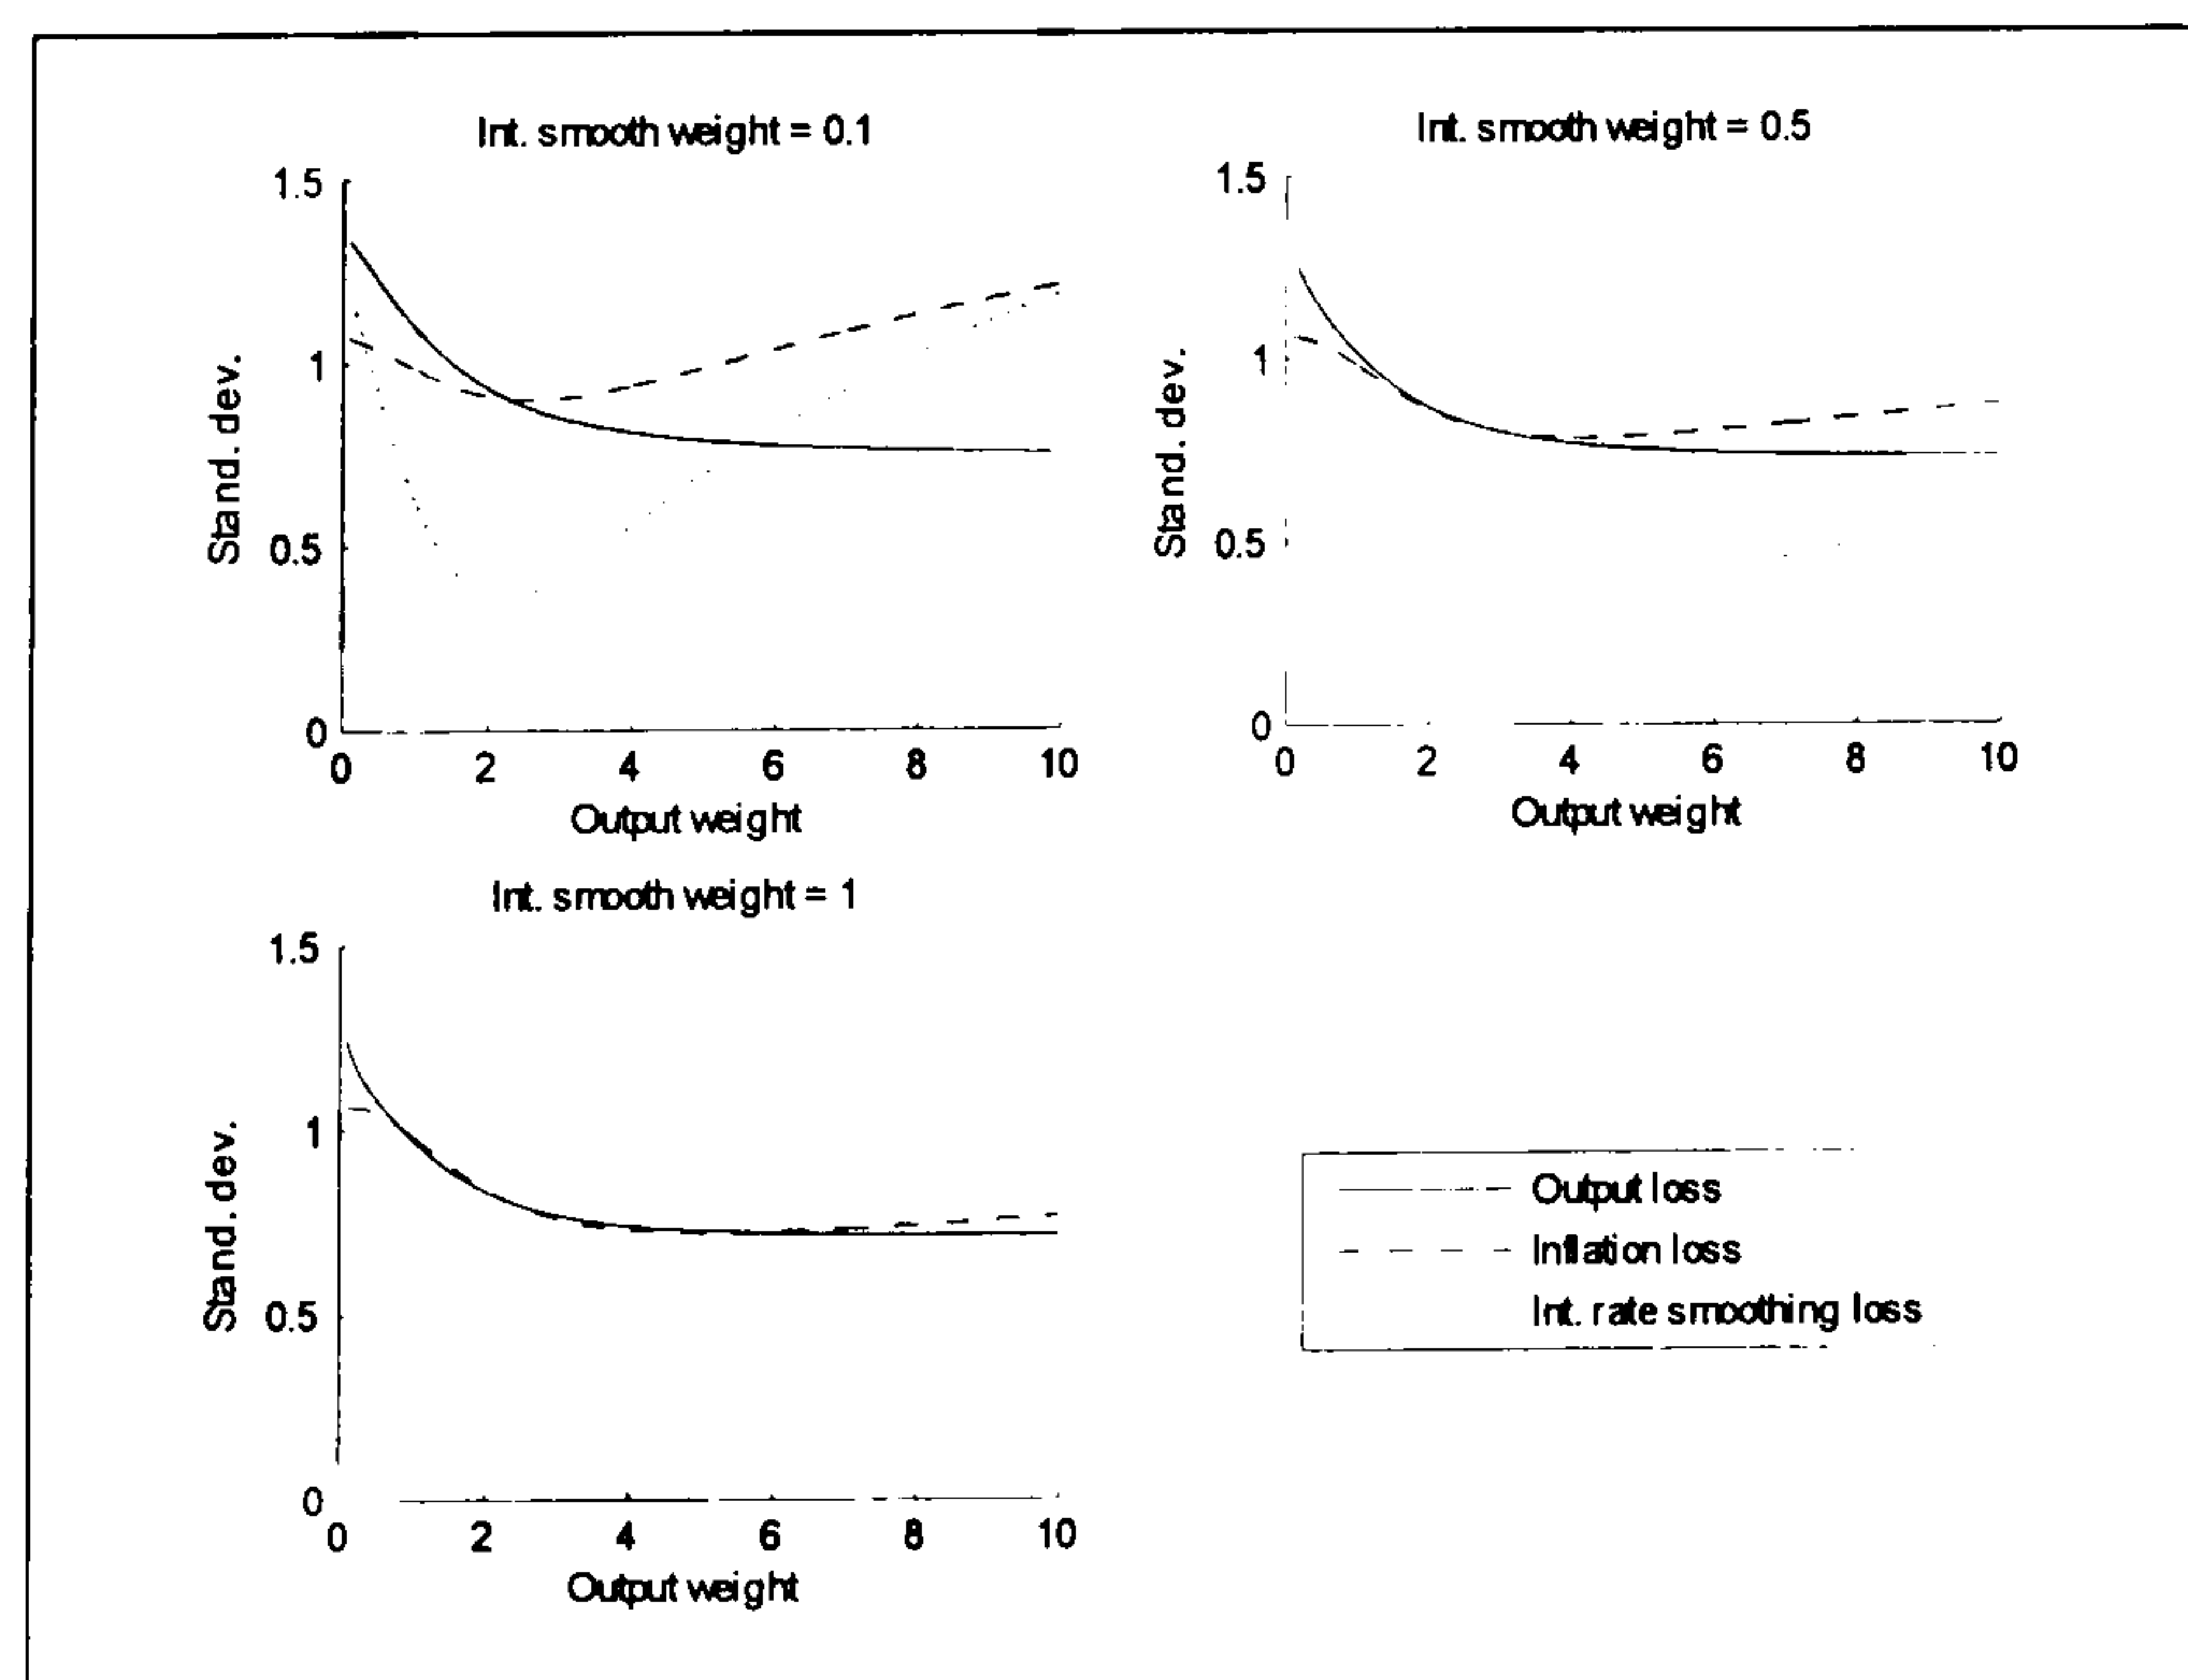 Int. smooth weight = 0.1
1.5
1
0.5
0
Stand. dev.
0 2 4 6 8 10
Output weight
Int. smooth weight = 0.5
1.5
1
0.5
0
Stand. dev.
0 2 4 6 8 10
Output weight
Int. smooth weight = 1
1.5
1
0.5
0
Stand. dev.
0 2 4 6 8 10
Output weight
Output loss
Inflation loss
Int. rate smoothing loss